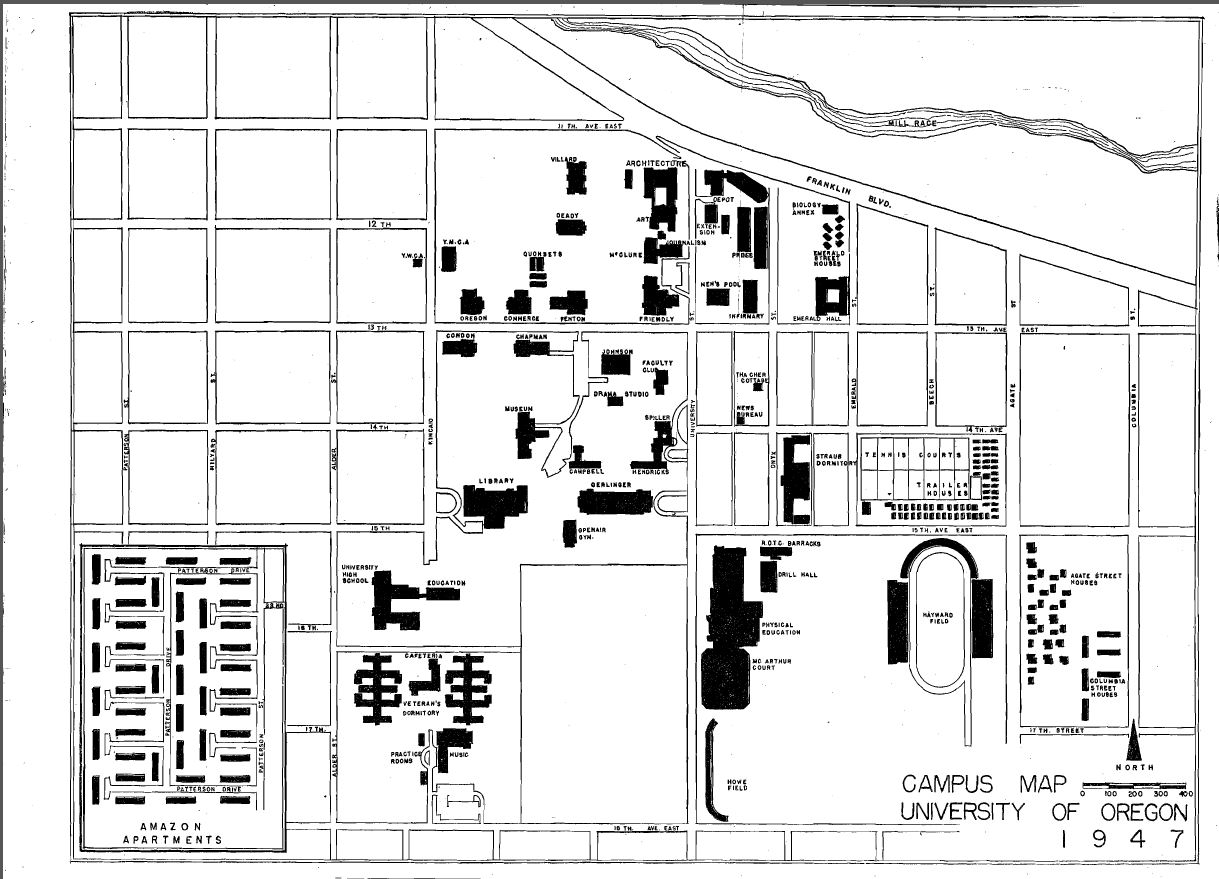 11 TH. AVE. EAST
MILL RACE
VILLARD
ARCHITECTURE
FRANKLIN BLVD.
DEPOT
DEADY
ART
EXTEN-
SION
BIOLOGY
ANNEX
12 TH
Y.M.C.A
Y.W.C.A.
QUONSETS
JOURNALISM
McCLURE
PRESS
EMERALD
STREET
HOUSES
MEN'S POOL
OREGON
COMMERCE
FENTON
FRIENDLY
ST.
INFIRMARY
ST.
EMERALD HALL
ST.
ST.
ST
ST.
13 TH
13 TH. AVE EAST
CONDON
CHAPMAN
JOHNSON
FACULTY
CLUB
THACHER
COTTAGE
DRAMA STUDIO
NEWS
BUREAU
MUSEUM
SPILLER
ST.
ST.
ST.
PATTERSON
HILYARD
ALDER
KINCAID
UNIVERSITY
ONYX
EMERALD
BEECH
AGATE
COLUMBIA
14 TH
14 TH. AVE
CAMPBELL
HENDRICKS
STRAUB
DORMITORY
TENNIS COURTS
TRAILER
HOUSES
LIBRARY
GERLINGER
15 TH
OPENAIR
GYM.
15 TH. AVE EAST
R.O.T.C. BARRACKS
DRILL HALL
UNIVERSITY
HIGH
SCHOOL
EDUCATION
PHYSICAL
EDUCATION
HAYWARD
FIELD
AGATE STREET
HOUSES
16 TH.
CAFETERIA
MC ARTHUR
COURT
VETERAN'S
DORMITORY
COLUMBIA
STREET
HOUSES
17 TH.
17 TH. STREET
ALDER ST.
PRACTICE
ROOMS
MUSIC
HOWE
FIELD
NORTH
0 100 200 300 400
CAMPUS MAP
UNIVERSITY OF OREGON
1947
18 TH. AVE. EAST
PATTERSON DRIVE
PATTERSON DRIVE
PATTERSON ST.
PATTERSON DRIVE
AMAZON
APARTMENTS